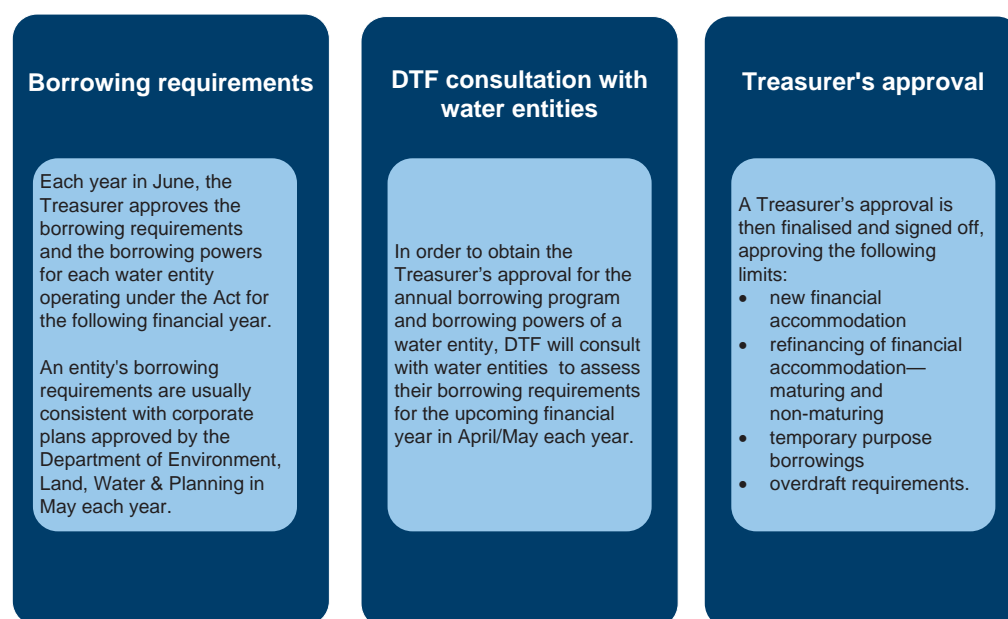 Borrowing requirements
Each year in June, the
Treasurer approves the
borrowing requirements
and the borrowing powers
for each water entity
operating under the Act for
the following financial year.
An entity's borrowing
requirements are usually
consistent with corporate
plans approved by the
Department of Environment,
Land, Water & Planning in
May each year.
DTF consultation with
water entities
In order to obtain the
Treasurer’s approval for the
annual borrowing program
and borrowing powers of a
water entity, DTF will consult
with water entities to assess
their borrowing requirements
for the upcoming financial
year in April/May each year.
Treasurer's approval
A Treasurer’s approval is
then finalised and signed off,
approving the following
limits:
• new financial
accommodation
• refinancing of financial
accommodation—
maturing and
non-maturing
• temporary purpose
borrowings
• overdraft requirements.